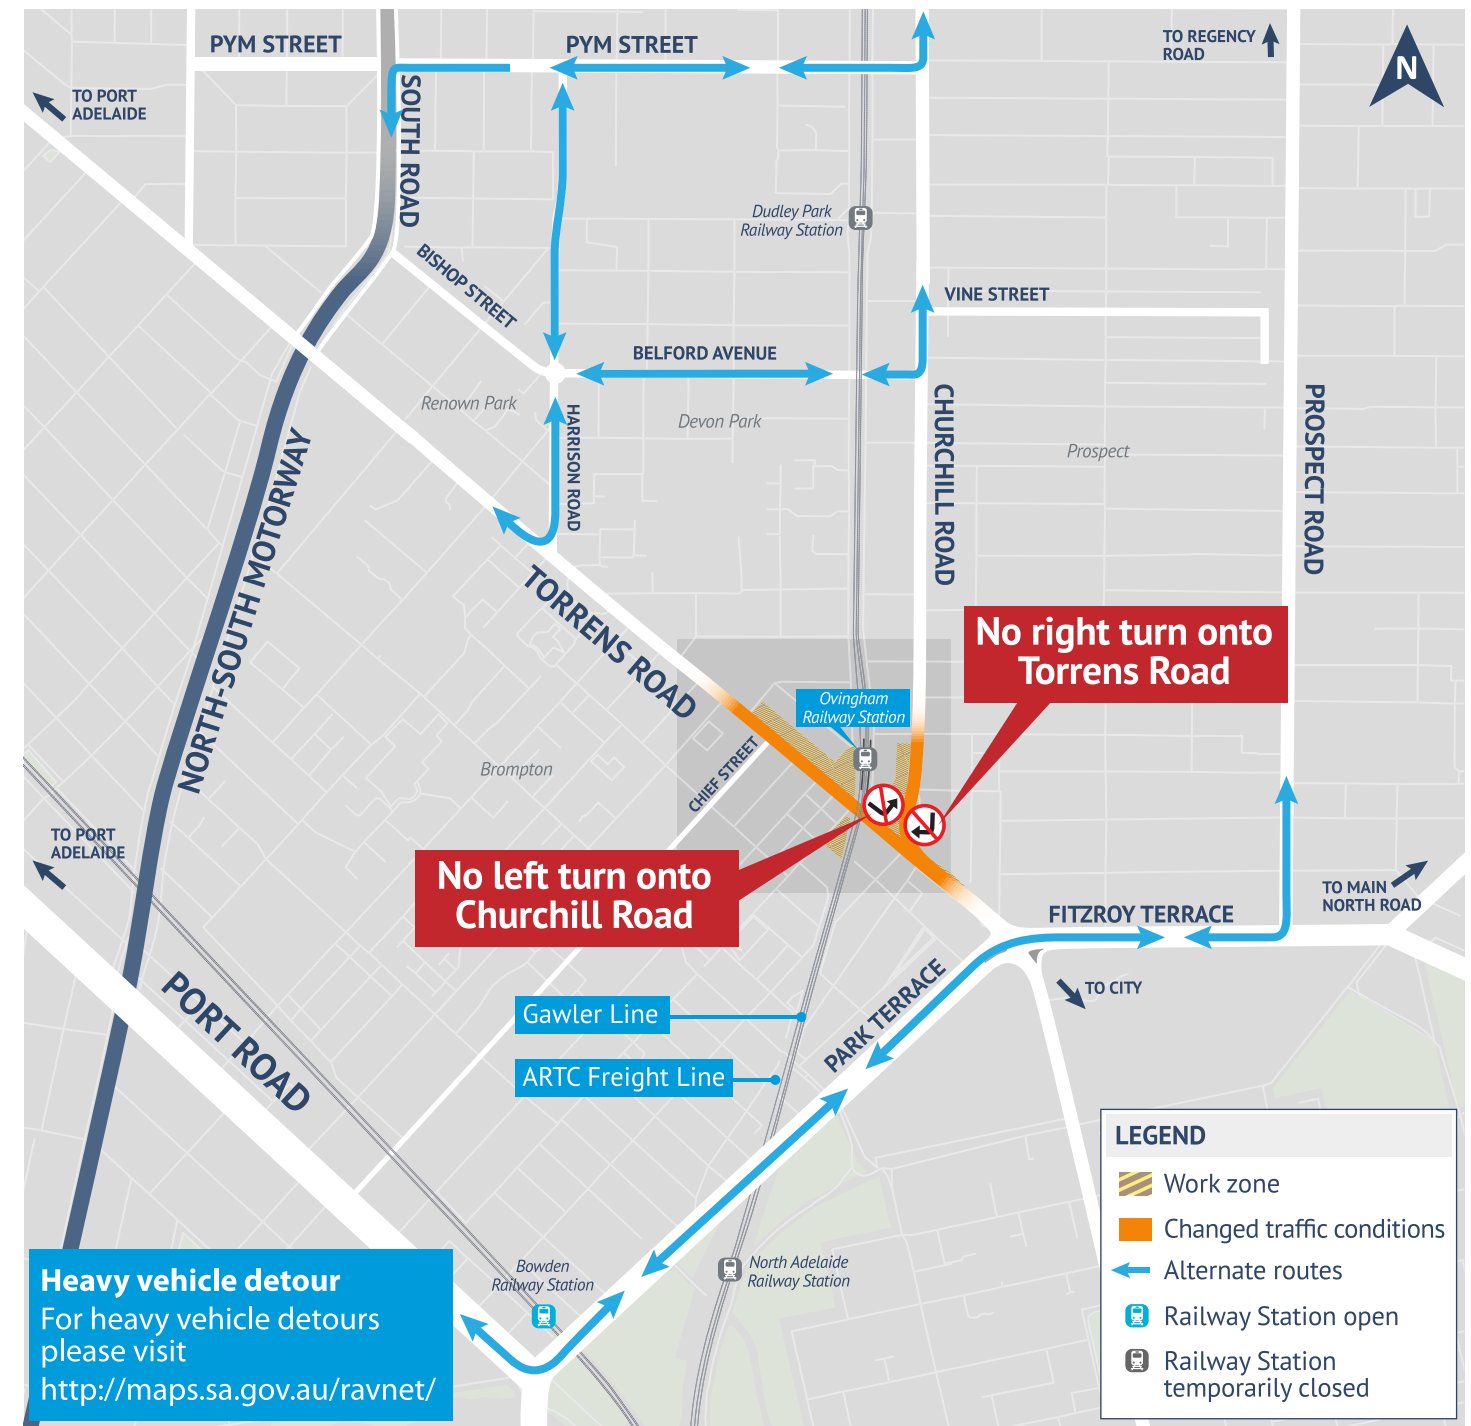 PYM STREET
PYM STREET
TO REGENCY
ROAD
N
TO PORT
ADELAIDE
SOUTH ROAD
Dudley Park
Railway Station
BISHOP STREET
VINE STREET
BELFORD AVENUE
Renown Park
HARRISON ROAD
Devon Park
CHURCHILL ROAD
Prospect
PROSPECT ROAD
NORTH-SOUTH MOTORWAY
TORRENS ROAD
No right turn onto
Torrens Road
Ovingham
Railway Station
Brompton
CHIEF STREET
TO PORT
ADELAIDE
No left turn onto
Churchill Road
TO MAIN
NORTH ROAD
FITZROY TERRACE
PARK TERRACE
TO CITY
PORT ROAD
Gawler Line
ARTC Freight Line
LEGEND
Work zone
Changed traffic conditions
Alternate routes
Railway Station open
Railway Station
temporarily closed
Bowden
Railway Station
North Adelaide
Railway Station
Heavy vehicle detour
For heavy vehicle detours
please visit
http://maps.sa.gov.au/ravnet/